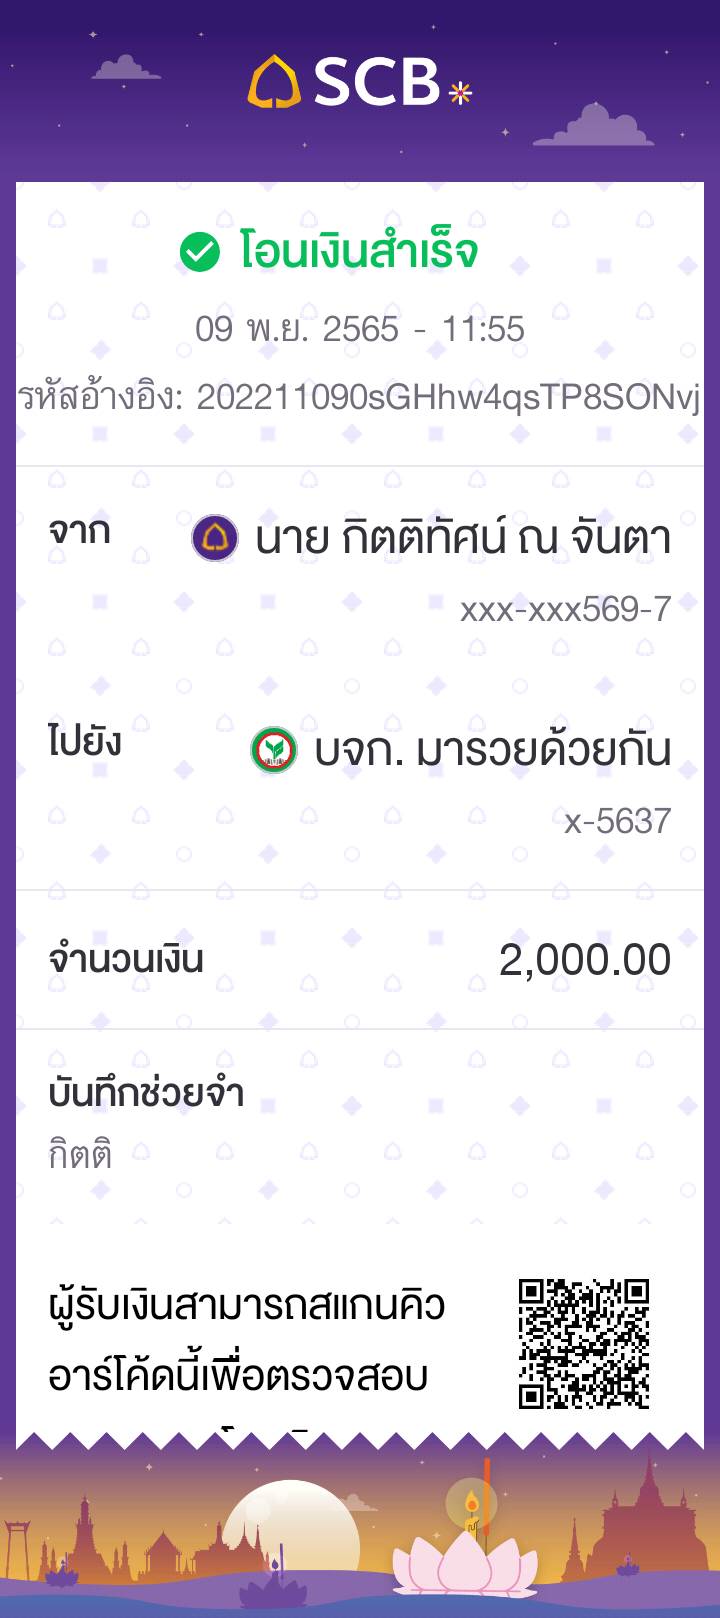 SCB
โอนเงินสำเร็จ
09 พ.ย. 2565 - 11:55
รหัสอ้างอิง: 202211090sGHhw4qsTP8SONvj
จาก
นาย กิตติทัศน์ ณ จันตา
xxx-xxx569-7
ไปยัง
บจก. มารวยด้วยกัน
x-5637
จำนวนเงิน
2,000.00
บันทึกช่วยจำ
กิตติ
ผู้รับเงินสามารถสแกนคิว
อาร์โค้ดนี้เพื่อตรวจสอบ